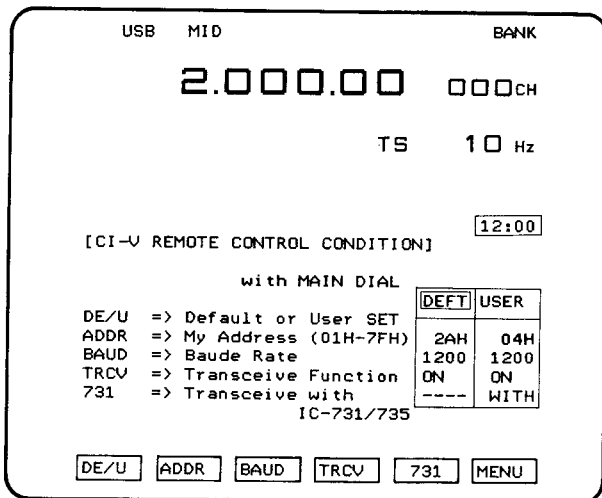 USB MID BANK
2.000.00 000CH
TS 10 Hz
12:00
[CI-V REMOTE CONTROL CONDITION]
with MAIN DIAL
DEFT USER
DE/U => Default or User SET
ADDR => My Address (01H-7FH) 2AH 04H
BAUD => Baude Rate 1200 1200
TRCV => Transceive Function ON ON
731 => Transceive with ---- WITH
IC-731/735
DE/U ADDR BAUD TRCV 731 MENU